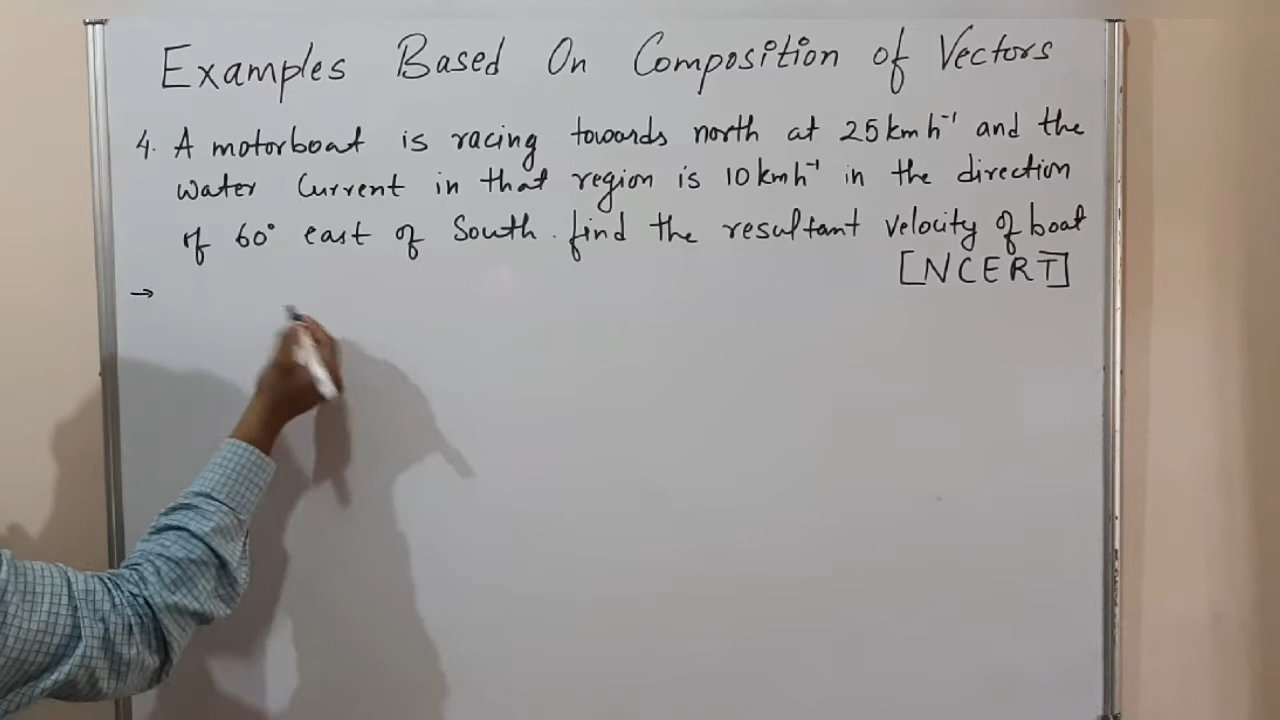 Examples Based On Composition of Vectors
4. A motorboat is racing towards north at 25 km h⁻¹ and the
water Current in that region is 10 km h⁻¹ in the direction
of 60° east of South. find the resultant velocity of boat
[NCERT]
→